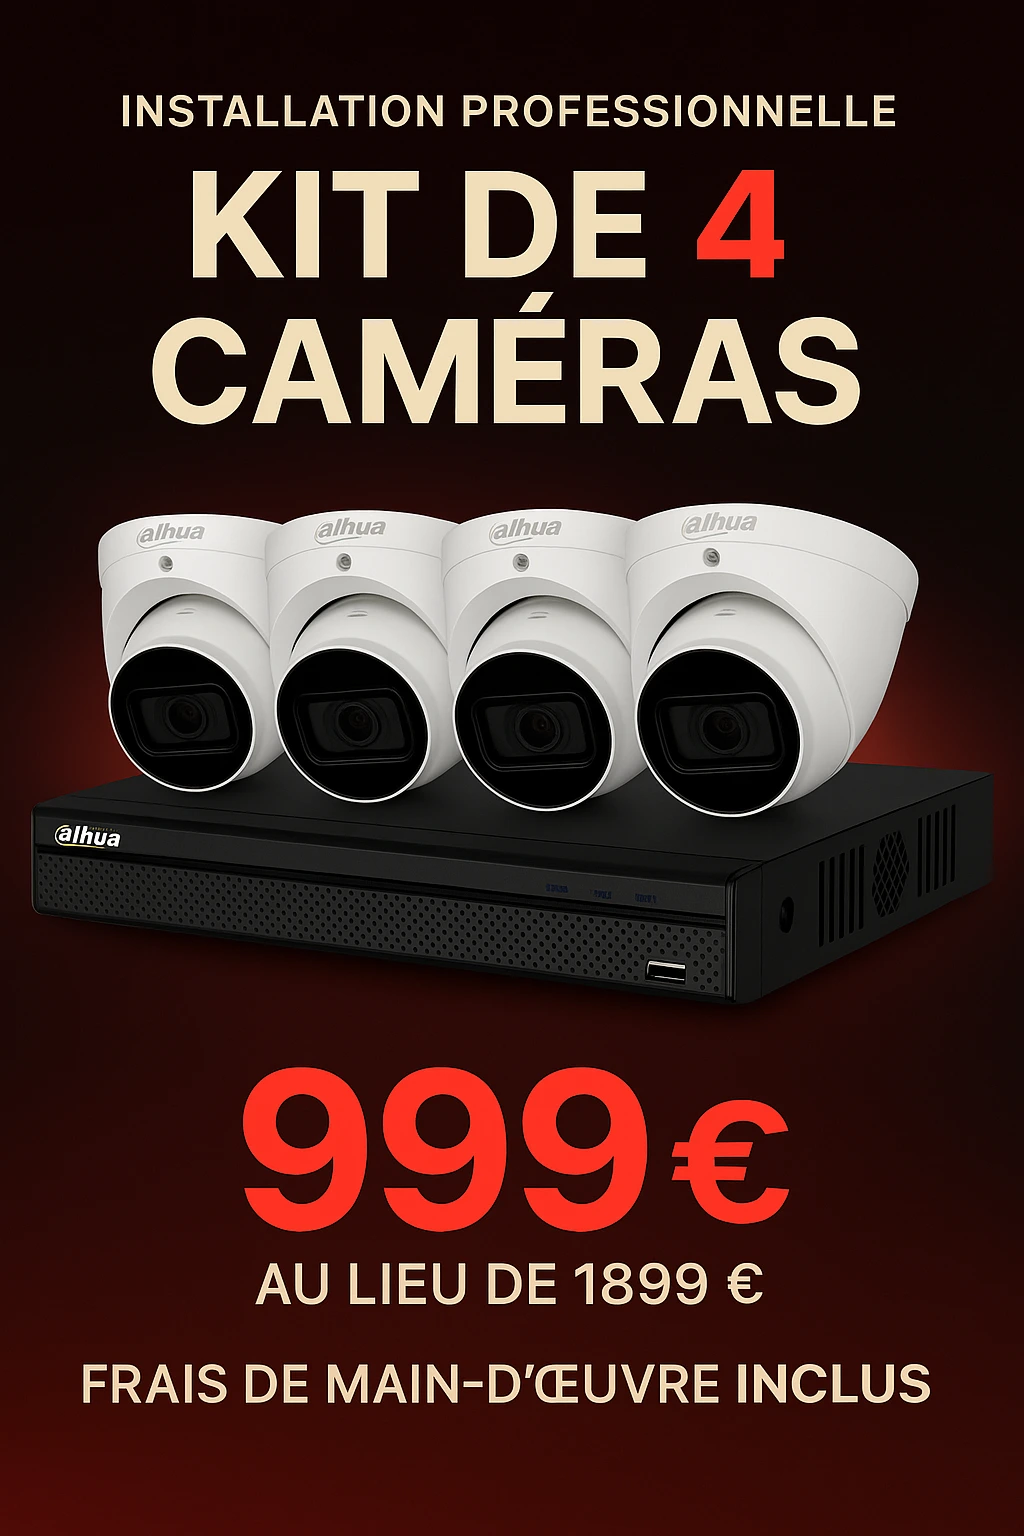 INSTALLATION PROFESSIONNELLE
KIT DE 4
CAMÉRAS
alhua
alhua
alhua
alhua
alhua
999 €
AU LIEU DE 1899 €
FRAIS DE MAIN-D'ŒUVRE INCLUS